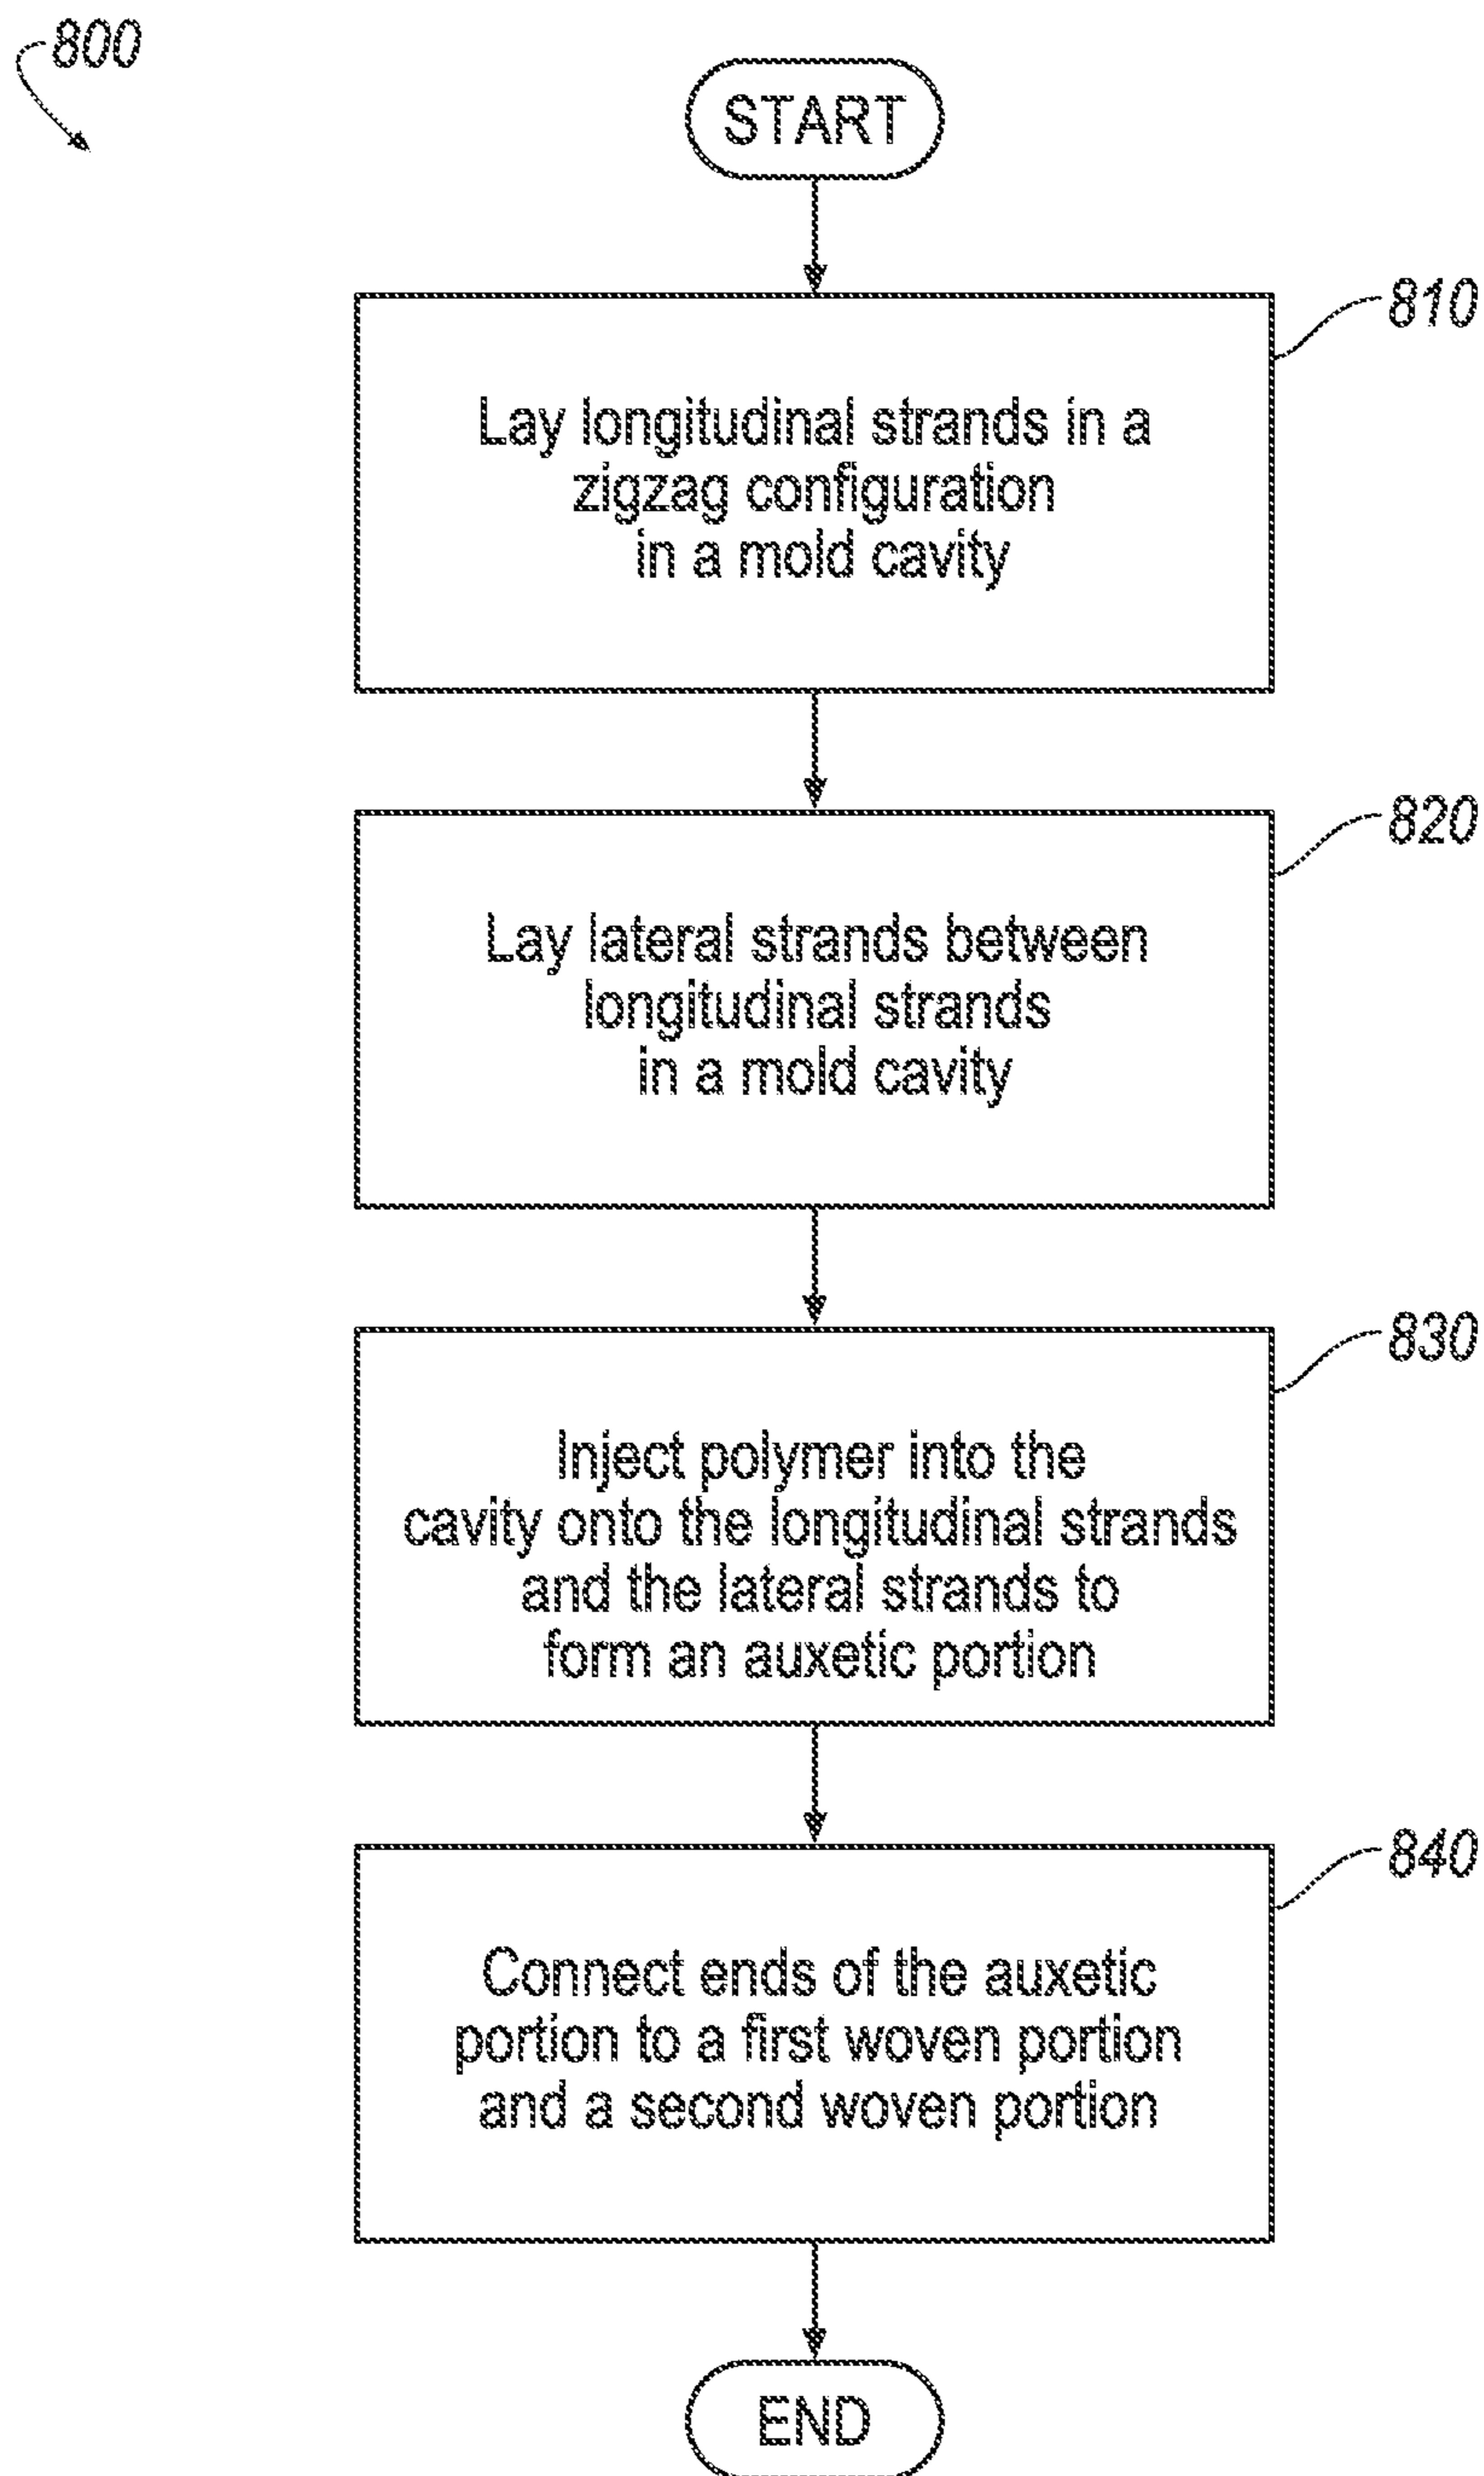 800
START
810
Lay longitudinal strands in a
zigzag configuration
in a mold cavity
820
Lay lateral strands between
longitudinal strands
in a mold cavity
830
Inject polymer into the
cavity onto the longitudinal strands
and the lateral strands to
form an auxetic portion
840
Connect ends of the auxetic
portion to a first woven portion
and a second woven portion
END